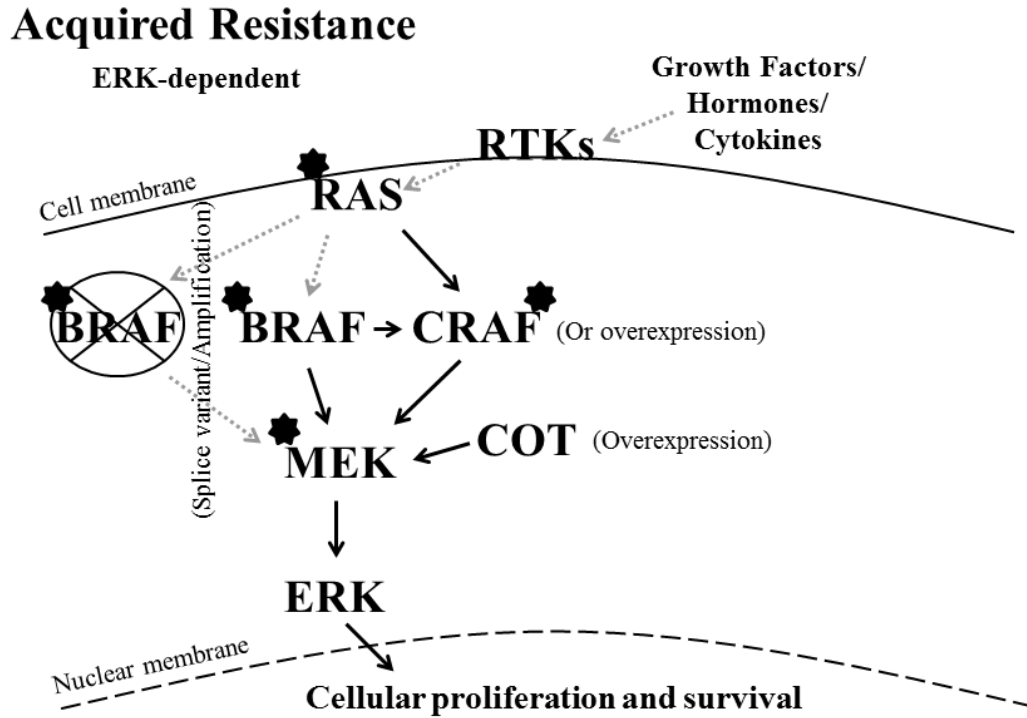 Acquired Resistance
ERK-dependent
Growth Factors/
Hormones/
Cytokines
RTKs
Cell membrane
RAS
(Splice variant/Amplification)
BRAF
BRAF
CRAF
(Or overexpression)
COT
(Overexpression)
MEK
ERK
Nuclear membrane
Cellular proliferation and survival